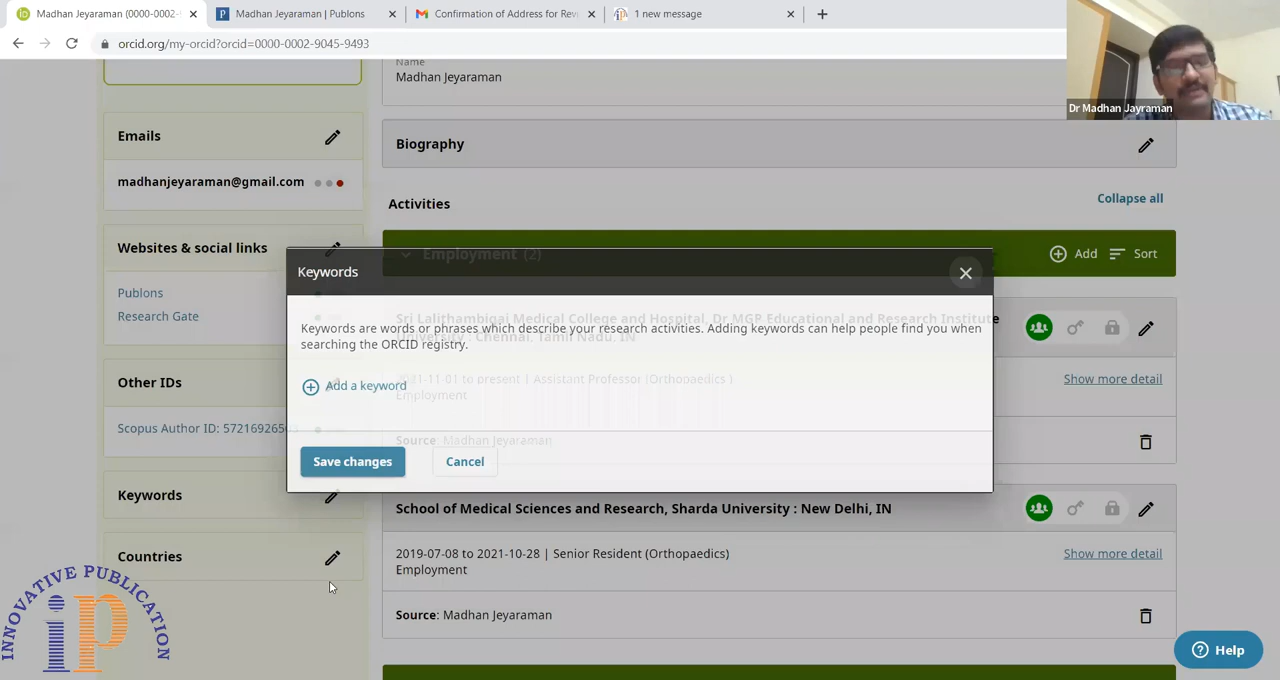 Madhan Jeyaraman (0000-0002-
Madhan Jeyaraman | Publons
Confirmation of Address for Rev
1 new message
orcid.org/my-orcid?orcid=0000-0002-9045-9493
Dr Madhan Jayraman
Name
Madhan Jeyaraman
Emails
madhanjeyaraman@gmail.com
Biography
Activities
Collapse all
Websites & social links
Publons
Research Gate
Employment (2)
Add
Sort
Keywords
Keywords are words or phrases which describe your research activities. Adding keywords can help people find you when
searching the ORCID registry.
Add a keyword
Save changes
Cancel
Sri Lalithambigai Medical College and Hospital, Dr MGR Educational and Research Institute
University : Chennai, Tamil Nadu, IN
2021-11-01 to present | Assistant Professor (Orthopaedics )
Employment
Show more detail
Source: Madhan Jeyaraman
Other IDs
Scopus Author ID: 5721692650
Keywords
Countries
School of Medical Sciences and Research, Sharda University : New Delhi, IN
2019-07-08 to 2021-10-28 | Senior Resident (Orthopaedics)
Employment
Show more detail
Source: Madhan Jeyaraman
Help
INNOVATIVE PUBLICATION
ip